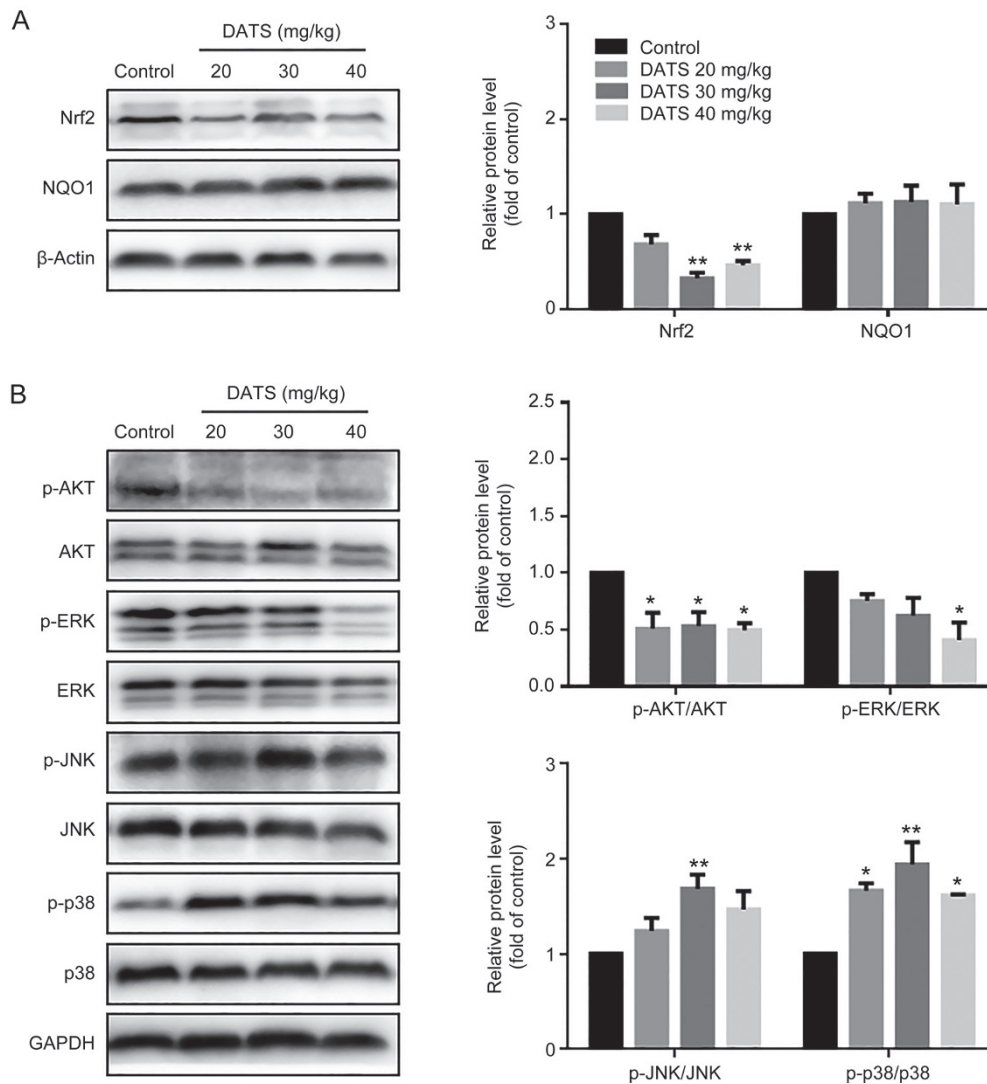 A
DATS (mg/kg)
Control 20 30 40
Nrf2
NQO1
β-Actin
3
2
1
0
Relative protein level
(fold of control)
Control
DATS 20 mg/kg
DATS 30 mg/kg
DATS 40 mg/kg
** **
Nrf2 NQO1
B
DATS (mg/kg)
Control 20 30 40
p-AKT
AKT
p-ERK
ERK
p-JNK
JNK
p-p38
p38
GAPDH
2.5
2.0
1.0
0.5
0.0
Relative protein level
(fold of control)
* * * *
p-AKT/AKT p-ERK/ERK
3
2
1
0
Relative protein level
(fold of control)
** * ** *
p-JNK/JNK p-p38/p38